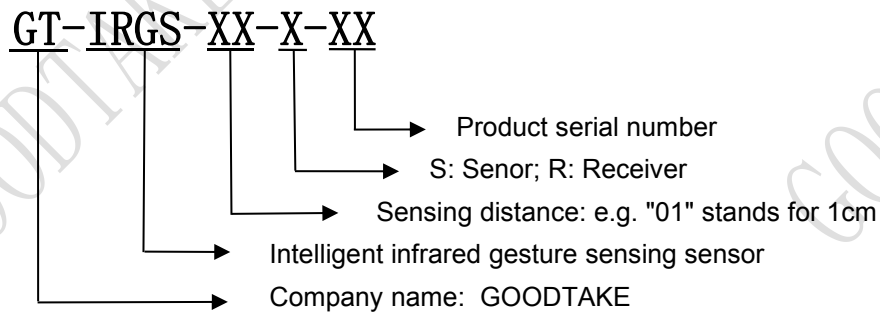 GT-IRGS-XX-X-XX
Product serial number
S: Senor; R: Receiver
Sensing distance: e.g. "01" stands for 1cm
Intelligent infrared gesture sensing sensor
Company name: GOODTAKE